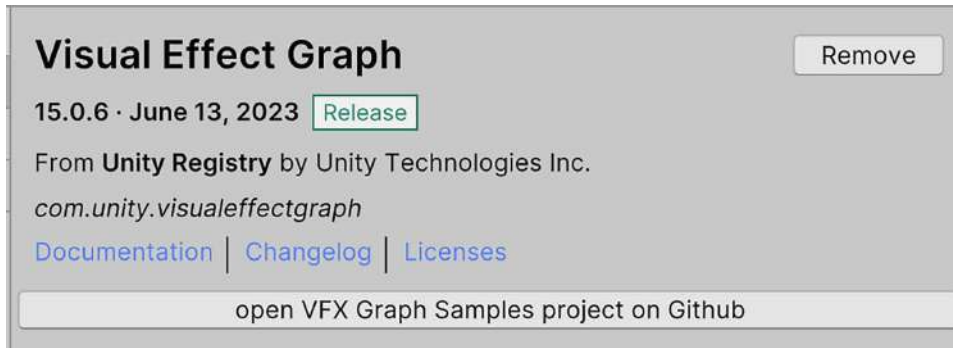 Visual Effect Graph
Remove
15.0.6 · June 13, 2023 Release
From Unity Registry by Unity Technologies Inc.
com.unity.visualeffectgraph
Documentation | Changelog | Licenses
open VFX Graph Samples project on Github